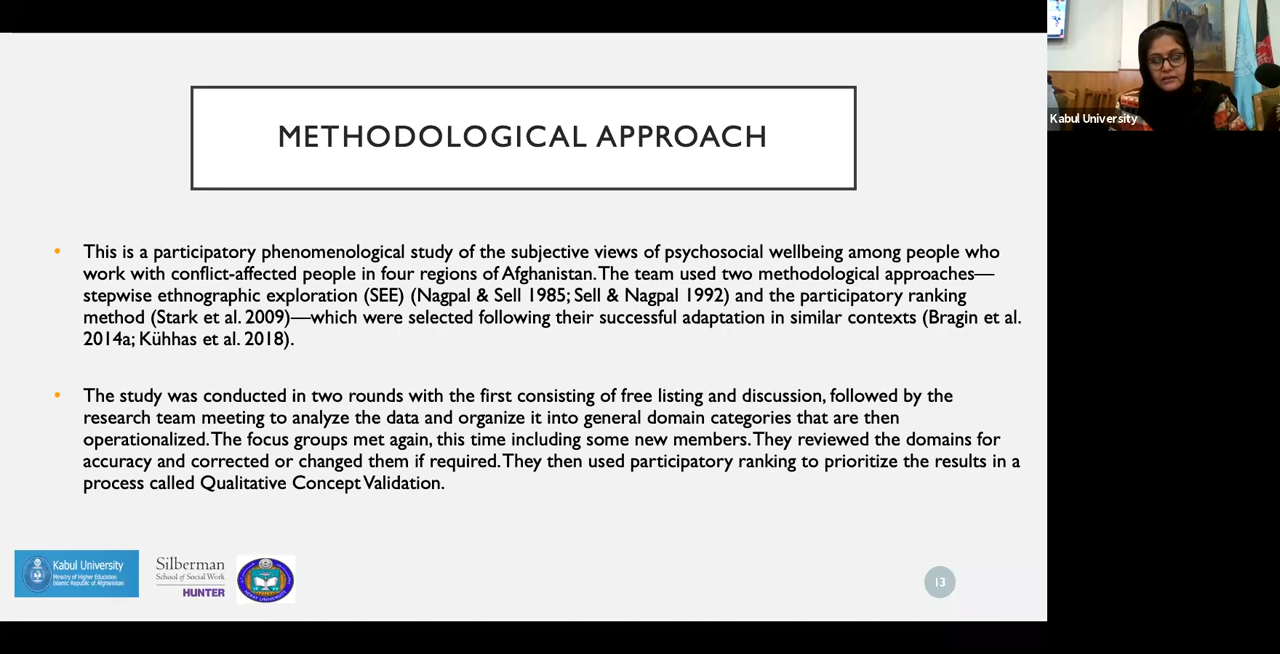 METHODOLOGICAL APPROACH
• This is a participatory phenomenological study of the subjective views of psychosocial wellbeing among people who
work with conflict-affected people in four regions of Afghanistan. The team used two methodological approaches—
stepwise ethnographic exploration (SEE) (Nagpal & Sell 1985; Sell & Nagpal 1992) and the participatory ranking
method (Stark et al. 2009)—which were selected following their successful adaptation in similar contexts (Bragin et al.
2014a; Kühhas et al. 2018).
• The study was conducted in two rounds with the first consisting of free listing and discussion, followed by the
research team meeting to analyze the data and organize it into general domain categories that are then
operationalized. The focus groups met again, this time including some new members. They reviewed the domains for
accuracy and corrected or changed them if required. They then used participatory ranking to prioritize the results in a
process called Qualitative Concept Validation.
Kabul University
Ministry of Higher Education
Islamic Republic of Afghanistan
Silberman
School of Social Work
HUNTER
13
Kabul University